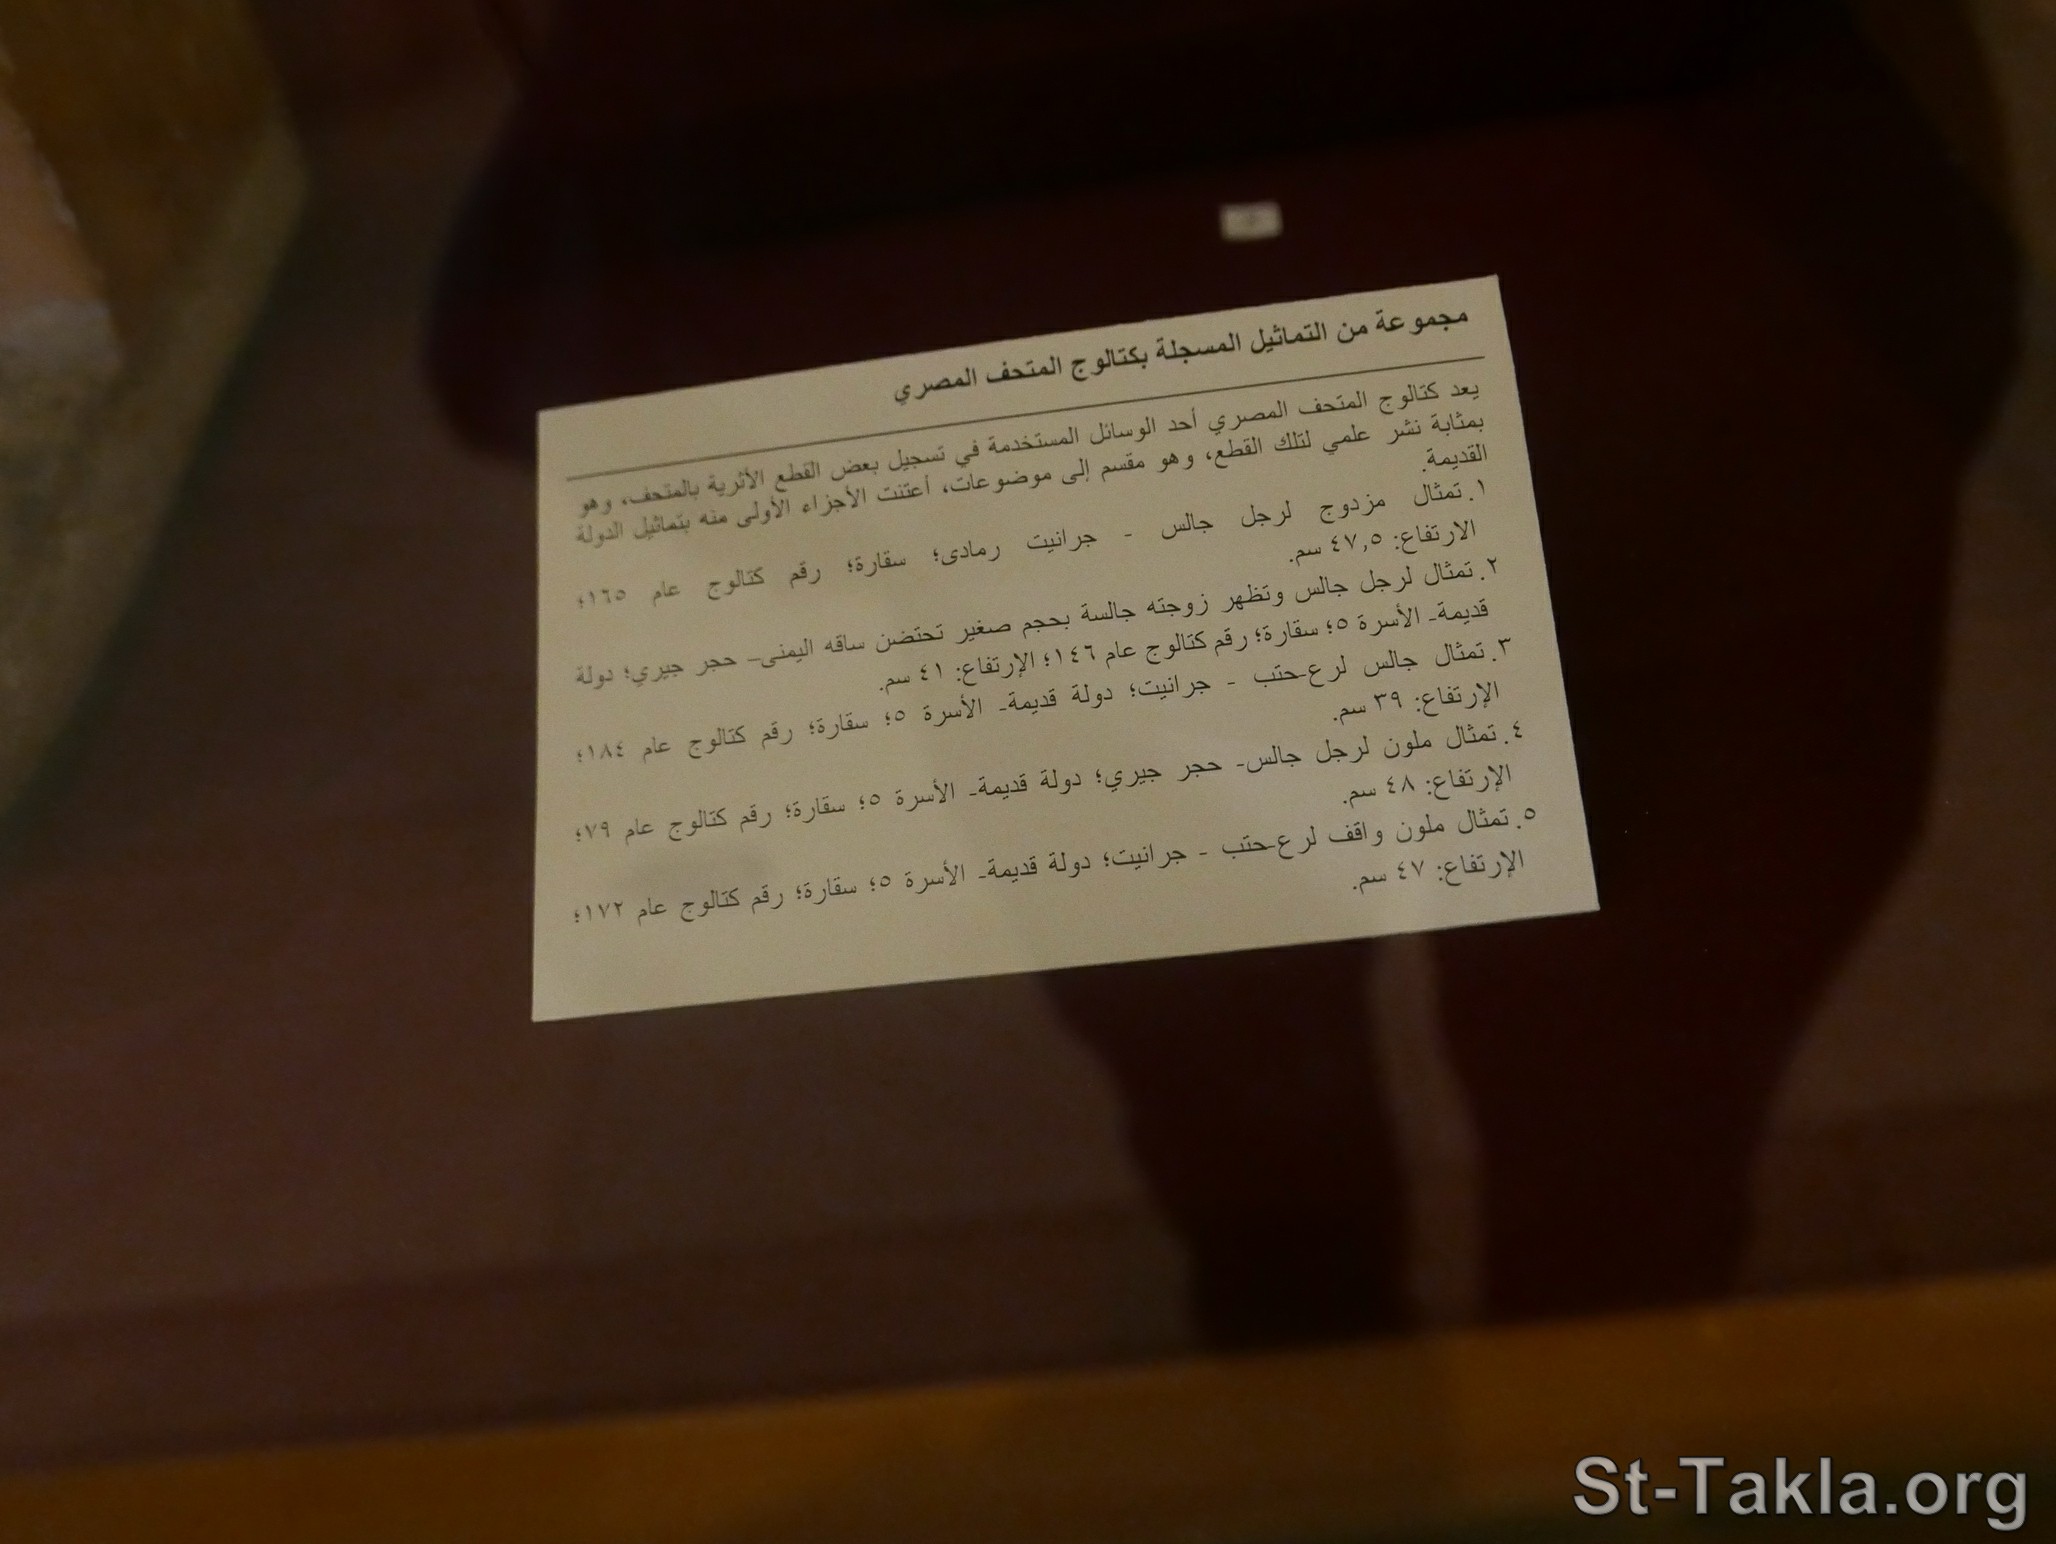 مجموعة من التماثيل المسجلة بكتالوج المتحف المصري
يعد كتالوج المتحف المصري أحد الوسائل المستخدمة في تسجيل بعض القطع الأثرية بالمتحف، وهو
بمثابة نشر علمي لتلك القطع، وهو مقسم إلى موضوعات، أعتنت الأجزاء الأولى منه بتماثيل الدولة
القديمة.
١. تمثال مزدوج لرجل جالس - جرانيت رمادى؛ سقارة؛ رقم كتالوج عام ١٦٥؛
الارتفاع: ٤٧,٥ سم.
٢. تمثال لرجل جالس وتظهر زوجته جالسة بحجم صغير تحتضن ساقه اليمنى- حجر جيري؛ دولة
قديمة- الأسرة ٥؛ سقارة؛ رقم كتالوج عام ١٤٦؛ الإرتفاع: ٤١ سم.
٣. تمثال جالس لرع-حتب - جرانيت؛ دولة قديمة- الأسرة ٥؛ سقارة؛ رقم كتالوج عام ١٨٤؛
الإرتفاع: ٣٩ سم.
٤. تمثال ملون لرجل جالس- حجر جيري؛ دولة قديمة- الأسرة ٥؛ سقارة؛ رقم كتالوج عام ٧٩؛
الإرتفاع: ٤٨ سم.
٥. تمثال ملون واقف لرع-حتب - جرانيت؛ دولة قديمة- الأسرة ٥؛ سقارة؛ رقم كتالوج عام ١٧٢؛
الإرتفاع: ٤٧ سم.
St-Takla.org